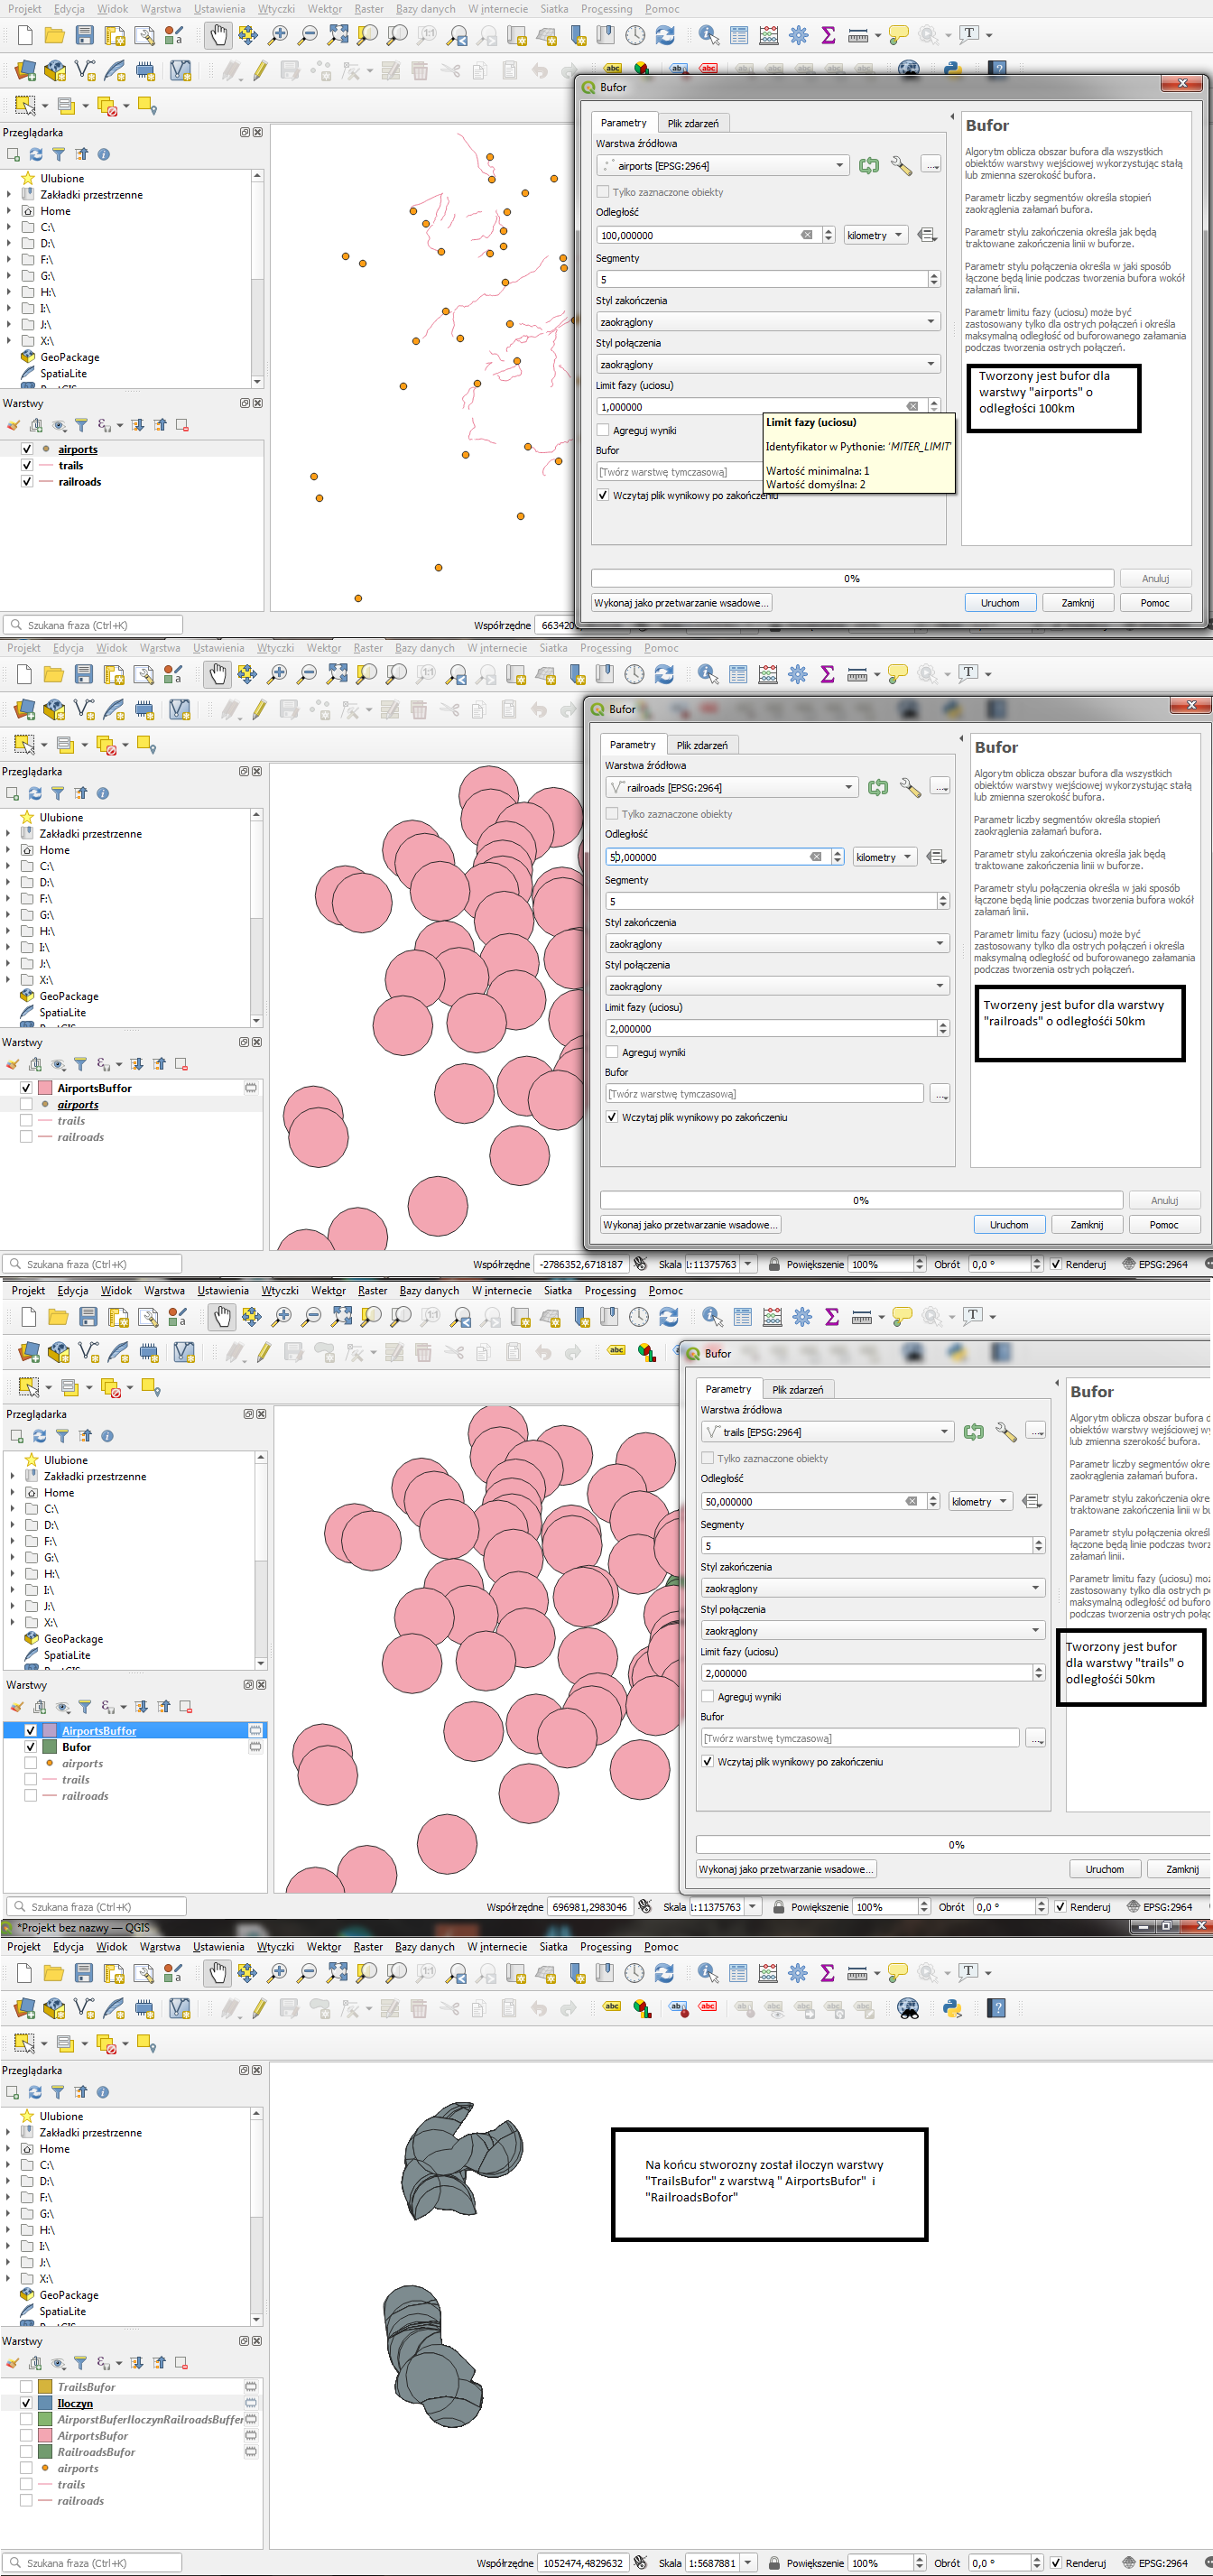 Projekt Edycja Widok Warstwa Ustawienia Wtyczki Wektor Raster Bazy danych W internecie Siatka Processing Pomoc
Bufor
Przeglądarka
Ulubione
Zakładki przestrzenne
Home
C:\
D:\
F:\
G:\
H:\
I:\
J:\
X:\
GeoPackage
SpatiaLite
Warstwy
airports
trails
railroads
Szukana fraza (Ctrl+K)
Współrzędne
Parametry Plik zdarzeń
Warstwa źródłowa
airports [EPSG:2964]
Tylko zaznaczone obiekty
Odległość
100,000000 kilometry
Segmenty
5
Styl zakończenia
zaokrąglony
Styl połączenia
zaokrąglony
Limit fazy (uciosu)
1,000000
Agreguj wyniki
Bufor
[Twórz warstwę tymczasową]
Wczytaj plik wynikowy po zakończeniu
Limit fazy (uciosu)
Identyfikator w Pythonie: 'MITER_LIMIT'
Wartość minimalna: 1
Wartość domyślna: 2
0%
Anuluj
Wykonaj jako przetwarzanie wsadowe...
Uruchom Zamknij Pomoc
Bufor
Algorytm oblicza obszar bufora dla wszystkich
obiektów warstwy wejściowej wykorzystując stałą
lub zmienna szerokość bufora.
Parametr liczby segmentów określa stopień
zaokrąglenia załamań bufora.
Parametr stylu zakończenia określa jak będą
traktowane zakończenia linii w buforze.
Parametr stylu połączenia określa w jaki sposób
łączone będą linie podczas tworzenia bufora wokół
załamań linii.
Parametr limitu fazy (uciosu) może być
zastosowany tylko dla ostrych połączeń i określa
maksymalną odległość od buforowanego załamania
podczas tworzenia ostrych połączeń.
Tworzony jest bufor dla
warstwy "airports" o
odległości 100km
Projekt Edycja Widok Warstwa Ustawienia Wtyczki Wektor Raster Bazy danych W internecie Siatka Processing Pomoc
Bufor
Przeglądarka
Ulubione
Zakładki przestrzenne
Home
C:\
D:\
F:\
G:\
H:\
I:\
J:\
X:\
GeoPackage
SpatiaLite
Warstwy
AirportsBuffor
airports
trails
railroads
Parametry Plik zdarzeń
Warstwa źródłowa
railroads [EPSG:2964]
Tylko zaznaczone obiekty
Odległość
kilometry
Segmenty
5
Styl zakończenia
zaokrąglony
Styl połączenia
zaokrąglony
Limit fazy (uciosu)
2,000000
Agreguj wyniki
Bufor
[Twórz warstwę tymczasową]
Wczytaj plik wynikowy po zakończeniu
0%
Anuluj
Wykonaj jako przetwarzanie wsadowe...
Uruchom Zamknij Pomoc
Bufor
Algorytm oblicza obszar bufora dla wszystkich
obiektów warstwy wejściowej wykorzystując stałą
lub zmienna szerokość bufora.
Parametr liczby segmentów określa stopień
zaokrąglenia załamań bufora.
Parametr stylu zakończenia określa jak będą
traktowane zakończenia linii w buforze.
Parametr stylu połączenia określa w jaki sposób
łączone będą linie podczas tworzenia bufora wokół
załamań linii.
Parametr limitu fazy (uciosu) może być
zastosowany tylko dla ostrych połączeń i określa
maksymalną odległość od buforowanego załamania
podczas tworzenia ostrych połączeń.
Tworzeny jest bufor dla warstwy
"railroads" o odległośći 50km
Szukana fraza (Ctrl+K) Współrzędne -2786352,6718187 Skala 1:11375763 Powiększenie 100% Obrót 0,0 ° Renderuj EPSG:2964
Projekt Edycja Widok Warstwa Ustawienia Wtyczki Wektor Raster Bazy danych W internecie Siatka Processing Pomoc
abc
Bufor
Przeglądarka
Ulubione
Zakładki przestrzenne
Home
C:\
D:\
F:\
G:\
H:\
I:\
J:\
X:\
GeoPackage
SpatiaLite
Warstwy
AirportsBuffor
Bufor
airports
trails
railroads
Parametry Plik zdarzeń
Warstwa źródłowa
trails [EPSG:2964]
Tylko zaznaczone obiekty
Odległość
50,000000 kilometry
Segmenty
5
Styl zakończenia
zaokrąglony
Styl połączenia
zaokrąglony
Limit fazy (uciosu)
2,000000
Agreguj wyniki
Bufor
[Twórz warstwę tymczasową]
Wczytaj plik wynikowy po zakończeniu
0%
Wykonaj jako przetwarzanie wsadowe...
Uruchom Zamknij
Bufor
Algorytm oblicza obszar bufora d
obiektów warstwy wejściowej wy
lub zmienna szerokość bufora.
Parametr liczby segmentów okre
zaokrąglenia załamań bufora.
Parametr stylu zakończenia okre
traktowane zakończenia linii w bu
Parametr stylu połączenia określ
łączone będą linie podczas tworz
załamań linii.
Parametr limitu fazy (uciosu) moż
zastosowany tylko dla ostrych p
maksymalną odległość od buforo
podczas tworzenia ostrych połąc
Tworzony jest bufor
dla warstwy "trails" o
odległośći 50km
Szukana fraza (Ctrl+K) Współrzędne 696981,2983046 Skala 1:11375763 Powiększenie 100% Obrót 0,0 ° Renderuj EPSG:2964
*Projekt bez nazwy — QGIS
Projekt Edycja Widok Warstwa Ustawienia Wtyczki Wektor Raster Bazy danych W internecie Siatka Processing Pomoc
abc
Przeglądarka
Ulubione
Zakładki przestrzenne
Home
C:\
D:\
F:\
G:\
H:\
I:\
J:\
X:\
GeoPackage
SpatiaLite
Na końcu stworozny został iloczyn warstwy
"TrailsBufor" z warstwą " AirportsBufor" i
"RailroadsBofor"
Warstwy
TrailsBufor
Iloczyn
AirporstBuferIloczynRailroadsBuffer
AirportsBufor
RailroadsBufor
airports
trails
railroads
Szukana fraza (Ctrl+K) Współrzędne 1052474,4829632 Skala 1:5687881 Powiększenie 100% Obrót 0,0 ° Renderuj EPSG:2964